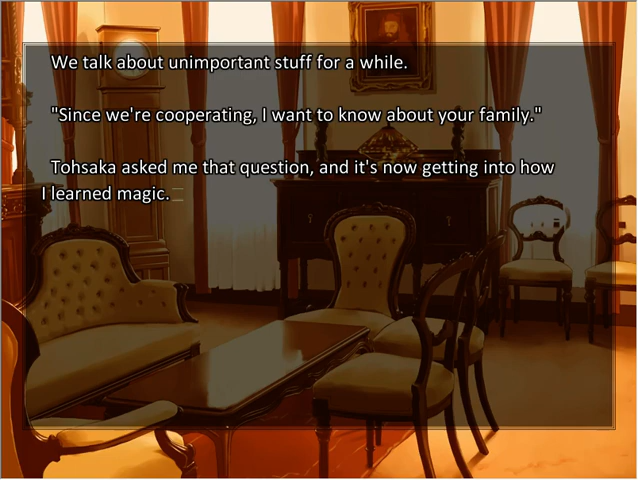 We talk about unimportant stuff for a while.
"Since we're cooperating, I want to know about your family."
Tohsaka asked me that question, and it's now getting into how
I learned magic.